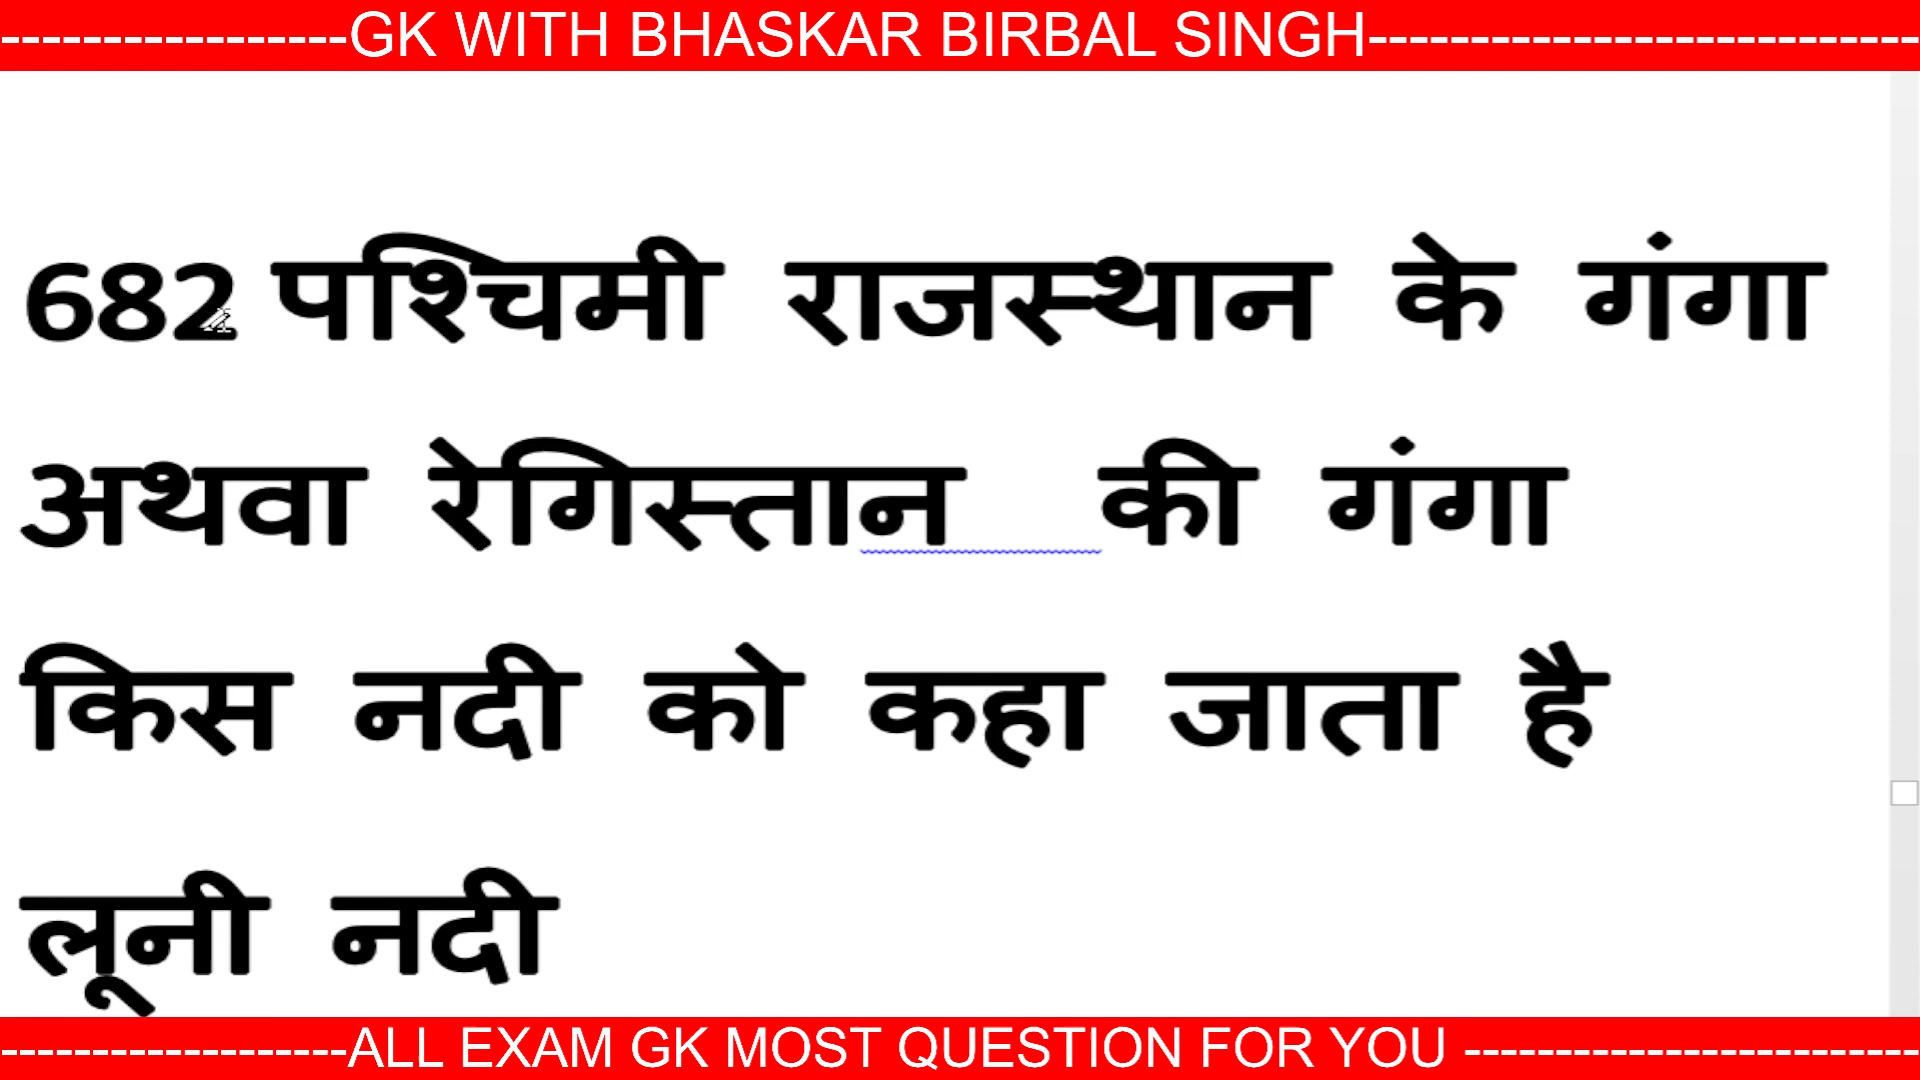 -----------------GK WITH BHASKAR BIRBAL SINGH---------------------------
682 पश्चिमी राजस्थान के गंगा
अथवा रेगिस्तान की गंगा
किस नदी को कहा जाता है
लूनी नदी
-------------------ALL EXAM GK MOST QUESTION FOR YOU -------------------------